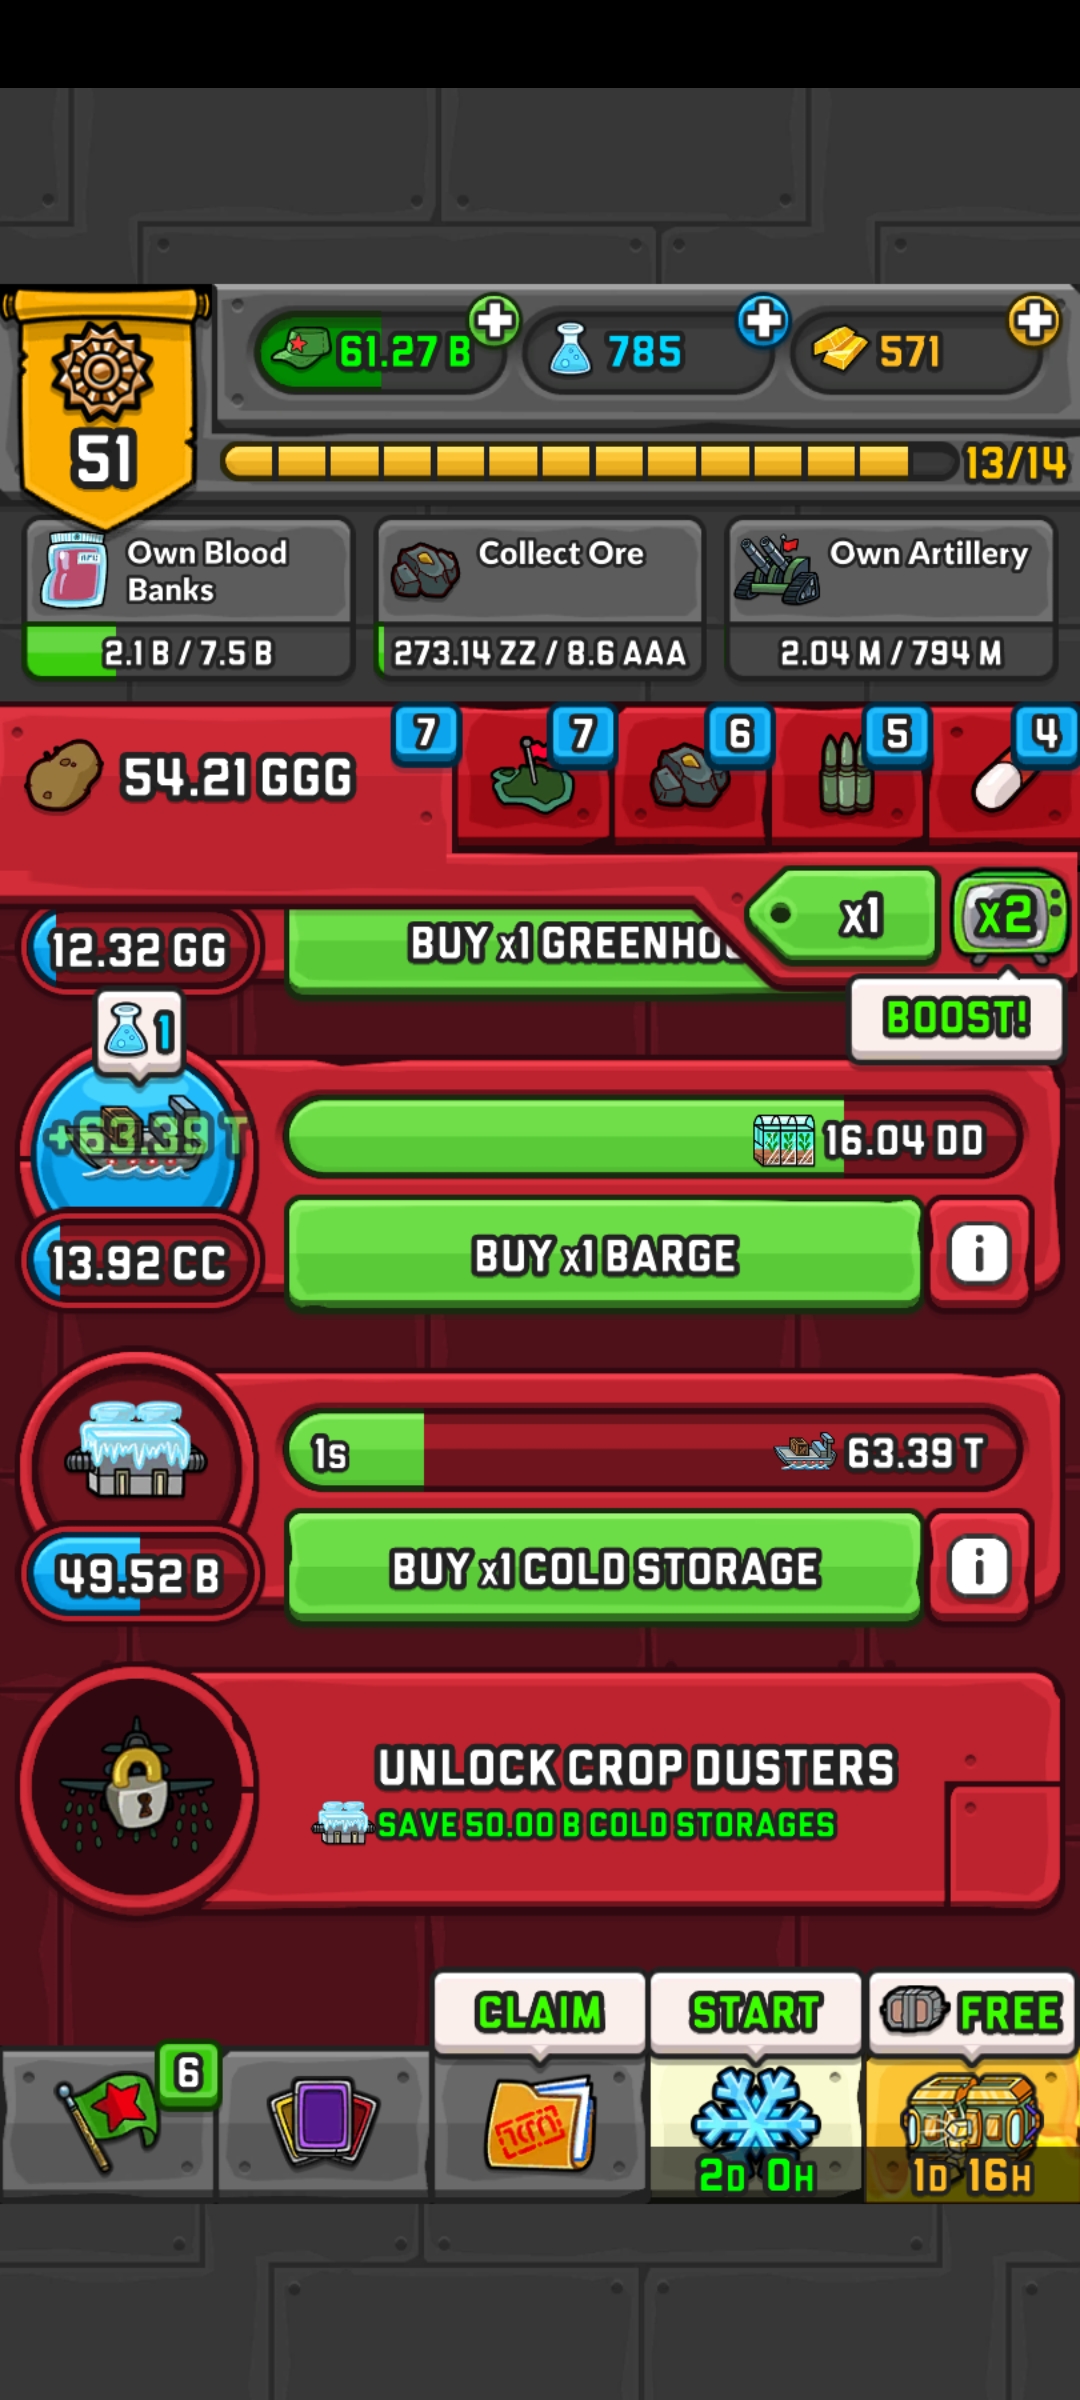 61.27 B
785
571
51
13/14
Own Blood
Banks
2.1 B / 7.5 B
Collect Ore
273.14 ZZ / 8.6 AAA
Own Artillery
2.04 M / 794 M
54.21 GGG
7
7
6
5
4
x1
x2
BOOST!
12.32 GG
BUY x1 GREENHO
1
+63.39 T
16.04 DD
13.92 CC
BUY x1 BARGE
i
1s
63.39 T
49.52 B
BUY x1 COLD STORAGE
i
UNLOCK CROP DUSTERS
SAVE 50.00 B COLD STORAGES
CLAIM
START
FREE
6
2D 0H
1D 16H